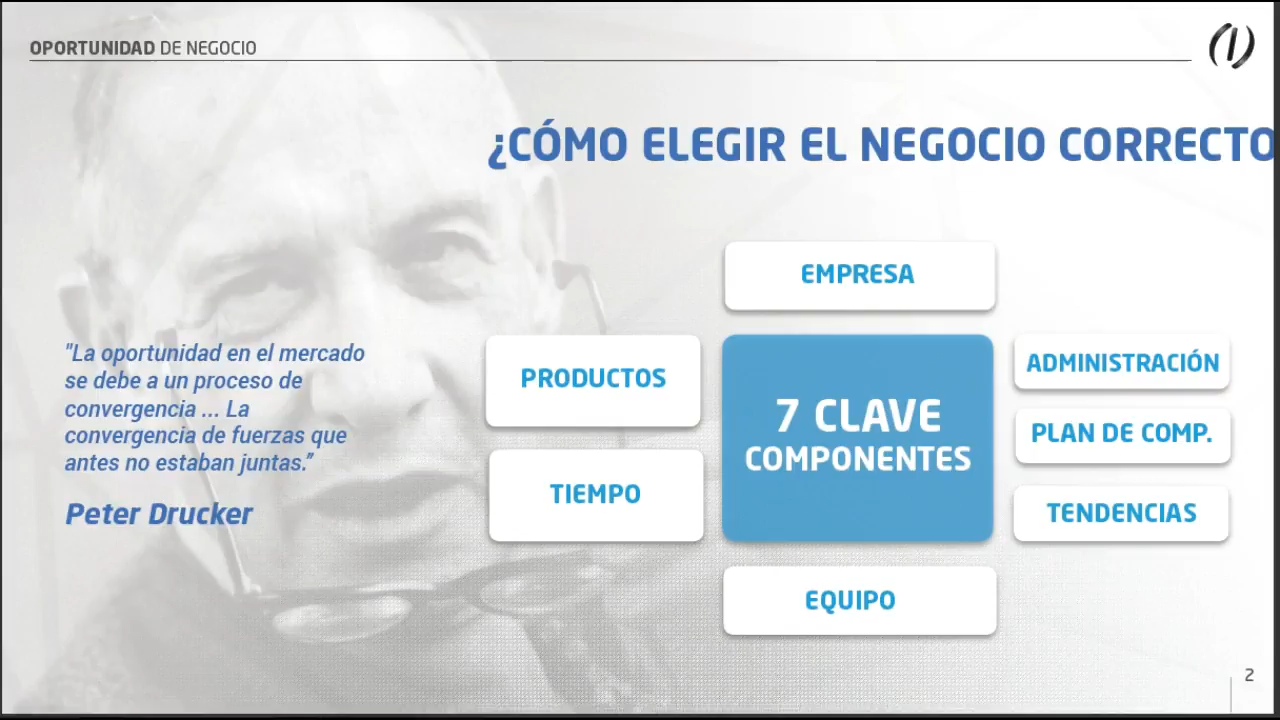 OPORTUNIDAD DE NEGOCIO
¿CÓMO ELEGIR EL NEGOCIO CORRECTO
"La oportunidad en el mercado
se debe a un proceso de
convergencia ... La
convergencia de fuerzas que
antes no estaban juntas."
Peter Drucker
EMPRESA
PRODUCTOS
TIEMPO
7 CLAVE
COMPONENTES
ADMINISTRACIÓN
PLAN DE COMP.
TENDENCIAS
EQUIPO
2